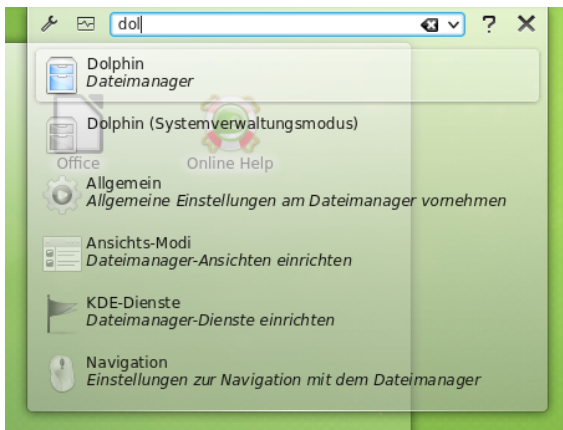 dol
?
Dolphin
Dateimanager
Dolphin (Systemverwaltungsmodus)
Office
Online Help
Allgemein
Allgemeine Einstellungen am Dateimanager vornehmen
Ansichts-Modi
Dateimanager-Ansichten einrichten
KDE-Dienste
Dateimanager-Dienste einrichten
Navigation
Einstellungen zur Navigation mit dem Dateimanager